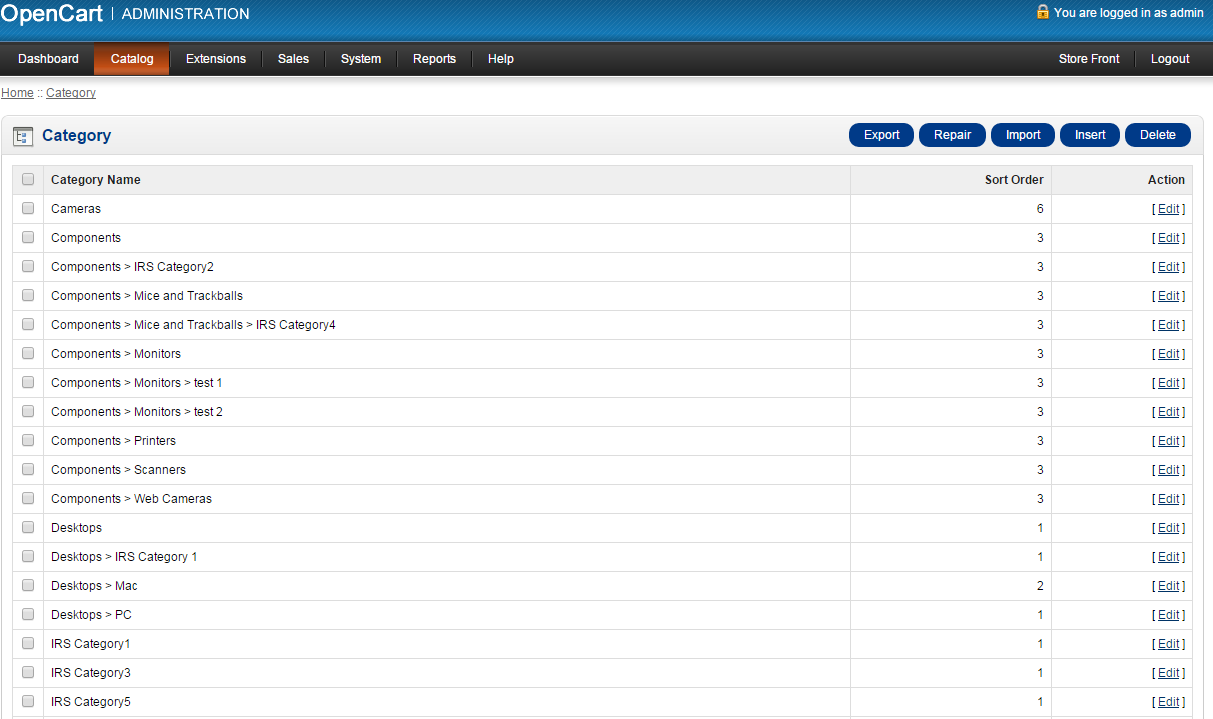 OpenCart | ADMINISTRATION You are logged in as admin
Dashboard Catalog Extensions Sales System Reports Help Store Front Logout
Home :: Category
Category Export Repair Import Insert Delete
Category Name Sort Order Action
Cameras 6 [ Edit ]
Components 3 [ Edit ]
Components > IRS Category2 3 [ Edit ]
Components > Mice and Trackballs 3 [ Edit ]
Components > Mice and Trackballs > IRS Category4 3 [ Edit ]
Components > Monitors 3 [ Edit ]
Components > Monitors > test 1 3 [ Edit ]
Components > Monitors > test 2 3 [ Edit ]
Components > Printers 3 [ Edit ]
Components > Scanners 3 [ Edit ]
Components > Web Cameras 3 [ Edit ]
Desktops 1 [ Edit ]
Desktops > IRS Category 1 1 [ Edit ]
Desktops > Mac 2 [ Edit ]
Desktops > PC 1 [ Edit ]
IRS Category1 1 [ Edit ]
IRS Category3 1 [ Edit ]
IRS Category5 1 [ Edit ]